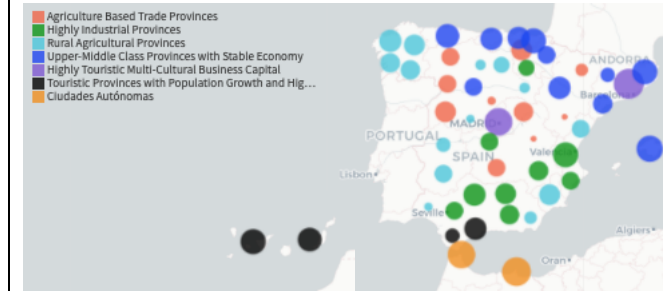 Agriculture Based Trade Provinces
Highly Industrial Provinces
Rural Agricultural Provinces
Upper-Middle Class Provinces with Stable Economy
Highly Touristic Multi-Cultural Business Capital
Touristic Provinces with Population Growth and Hig...
Ciudades Autónomas
ANDORRA
Barcelona
PORTUGAL
MADRID
SPAIN
Valencia
Lisbon
Seville
Algiers
Oran